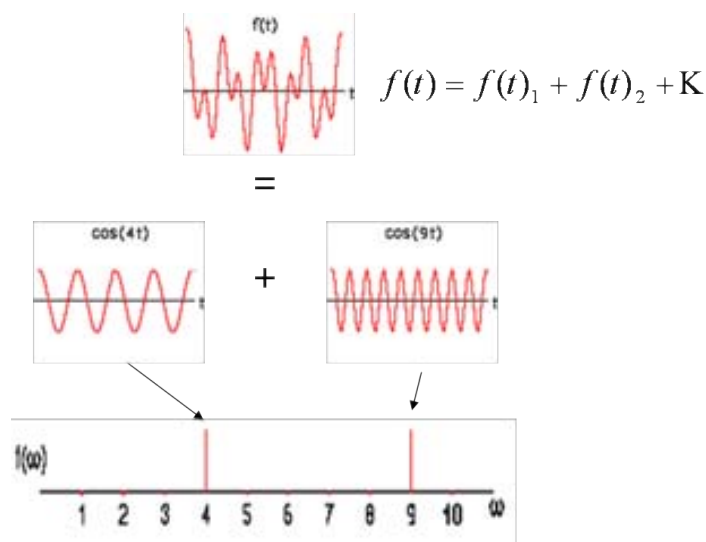 f(t)
t
f(t) = f(t)₁ + f(t)₂ + K
=
cos(4t)
t
+
cos(9t)
t
f(ω)
1 2 3 4 5 6 7 8 9 10 ω